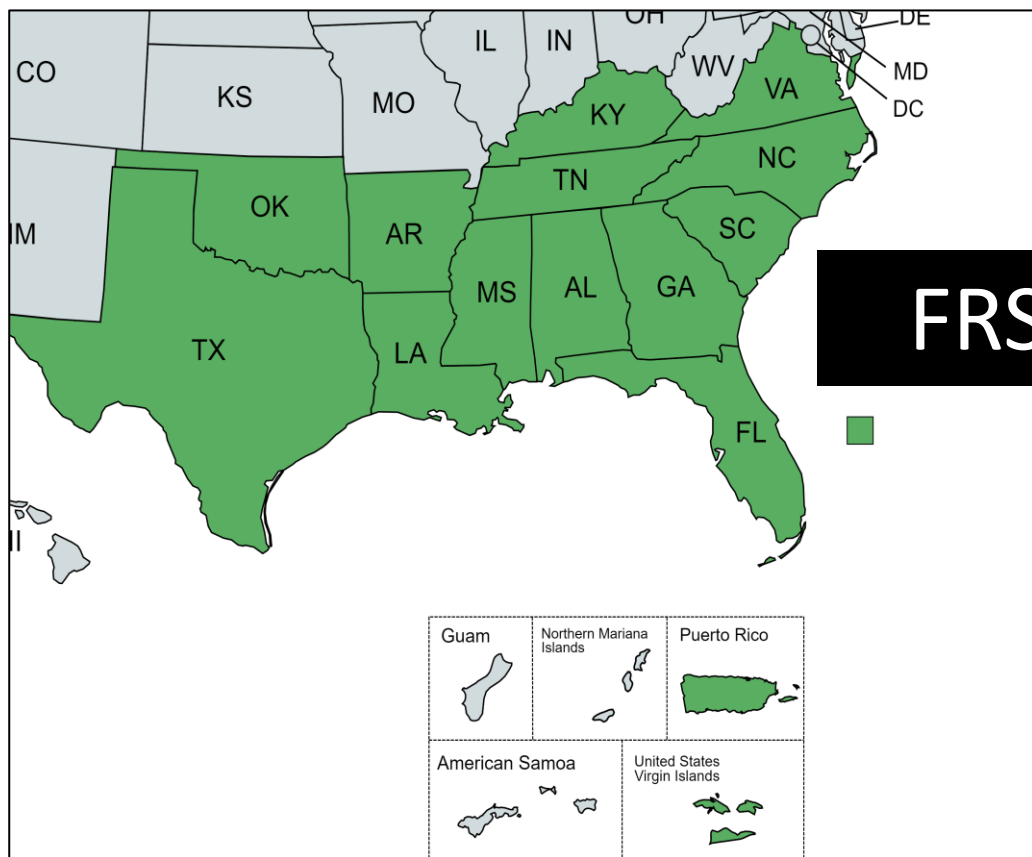 OH
DE
IL
IN
CO
WV
MD
KS
MO
VA
DC
KY
NC
TN
OK
AR
SC
MS
AL
GA
TX
LA
FRS
FL
Guam
Northern Mariana
Islands
Puerto Rico
American Samoa
United States
Virgin Islands